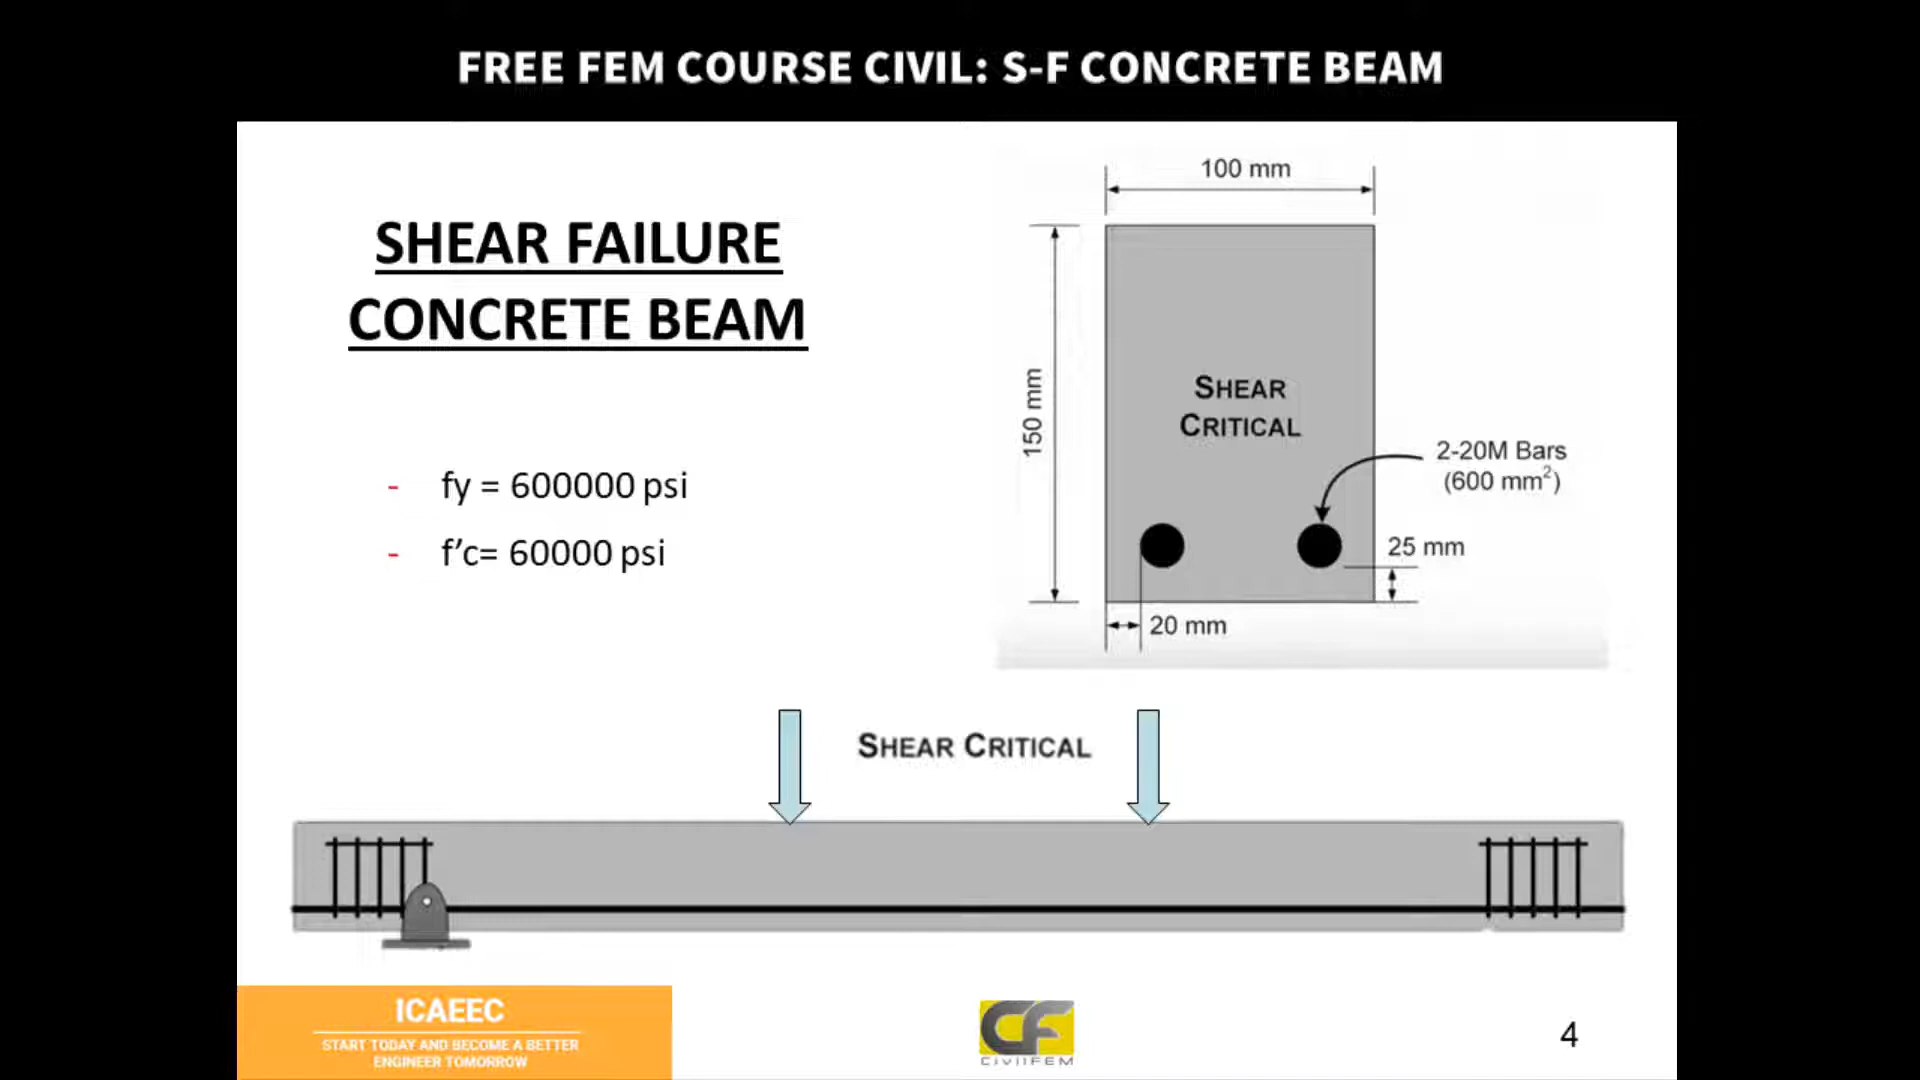 FREE FEM COURSE CIVIL: S-F CONCRETE BEAM
SHEAR FAILURE
CONCRETE BEAM
- fy = 600000 psi
- f’c= 60000 psi
100 mm
150 mm
SHEAR
CRITICAL
2-20M Bars
(600 mm²)
25 mm
20 mm
SHEAR CRITICAL
ICAEEC
START TODAY AND BECOME A BETTER
ENGINEER TOMORROW
CF
CivilFEM
4